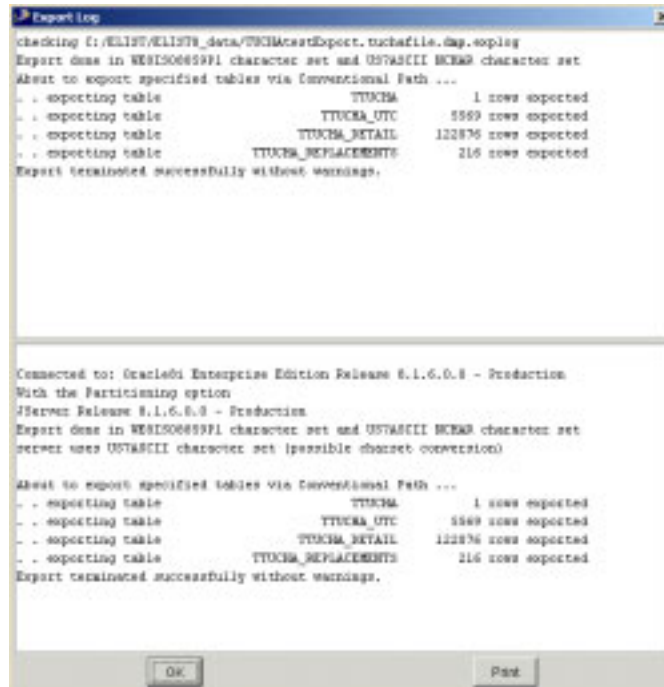 Export Log
checking C:/ELIST/ELIST8_data/TUCHAtestExport.tuchafile.dmp.explog
Export done in WE8ISO8859P1 character set and US7ASCII NCHAR character set
About to export specified tables via Conventional Path ...
. . exporting table TTUCHA 1 rows exported
. . exporting table TTUCHA_UTC 5569 rows exported
. . exporting table TTUCHA_DETAIL 122876 rows exported
. . exporting table TTUCHA_REPLACEMENTS 216 rows exported
Export terminated successfully without warnings.
Connected to: Oracle8i Enterprise Edition Release 8.1.6.0.0 - Production
With the Partitioning option
JServer Release 8.1.6.0.0 - Production
Export done in WE8ISO8859P1 character set and US7ASCII NCHAR character set
server uses US7ASCII character set (possible charset conversion)
About to export specified tables via Conventional Path ...
. . exporting table TTUCHA 1 rows exported
. . exporting table TTUCHA_UTC 5569 rows exported
. . exporting table TTUCHA_DETAIL 122876 rows exported
. . exporting table TTUCHA_REPLACEMENTS 216 rows exported
Export terminated successfully without warnings.
OK Print